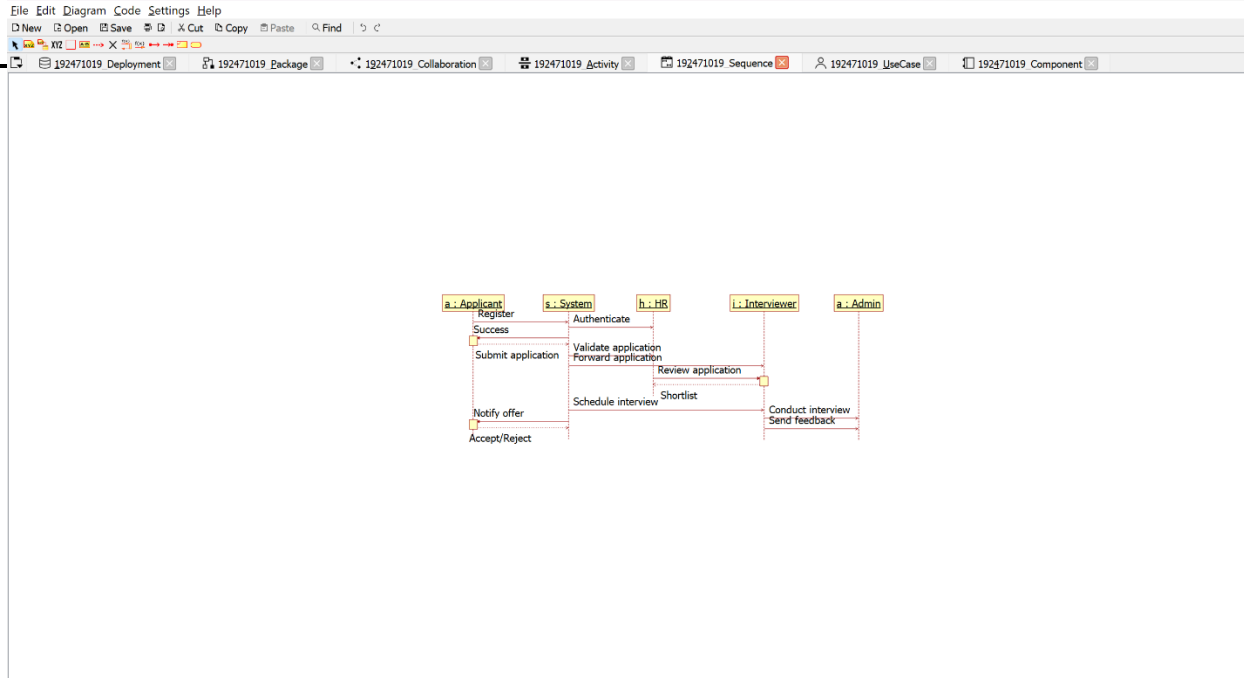 File Edit Diagram Code Settings Help
New Open Save Cut Copy Paste Find
XYZ
192471019_Deployment 192471019_Package 192471019_Collaboration 192471019_Activity 192471019_Sequence 192471019_UseCase 192471019_Component
a : Applicant s : System h : HR i : Interviewer a : Admin
Register
Authenticate
Success
Validate application
Submit application
Forward application
Review application
Shortlist
Schedule interview
Notify offer
Conduct interview
Send feedback
Accept/Reject